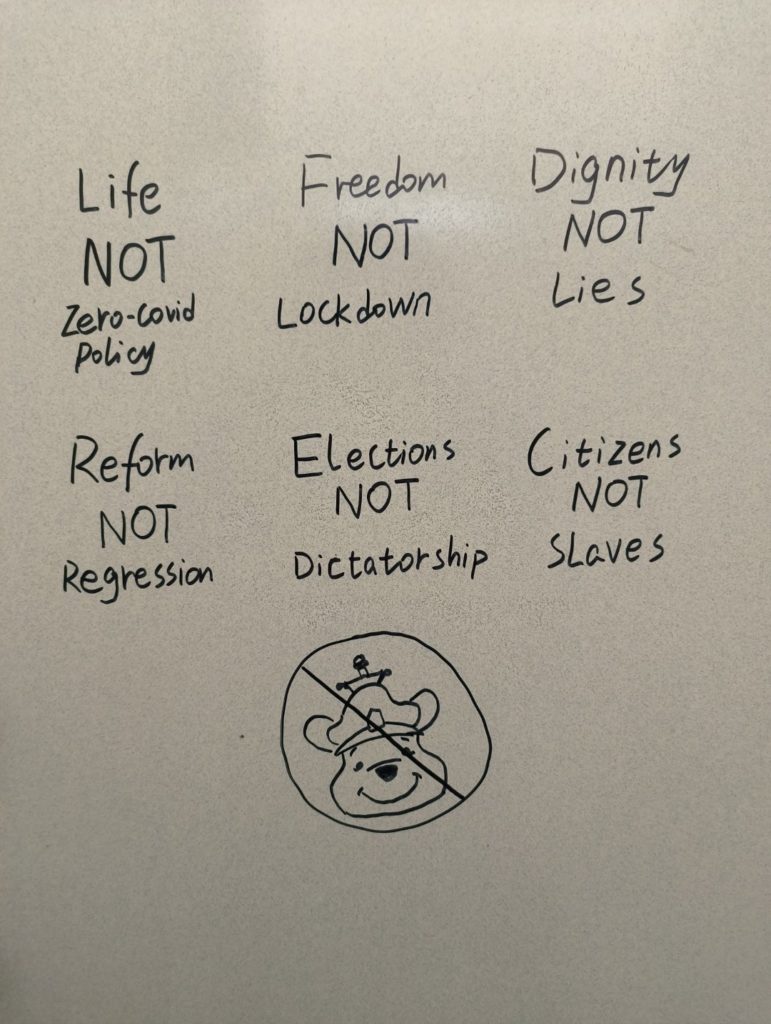 Life
NOT
Zero-covid
policy
Freedom
NOT
Lockdown
Dignity
NOT
Lies
Reform
NOT
Regression
Elections
NOT
Dictatorship
Citizens
NOT
Slaves